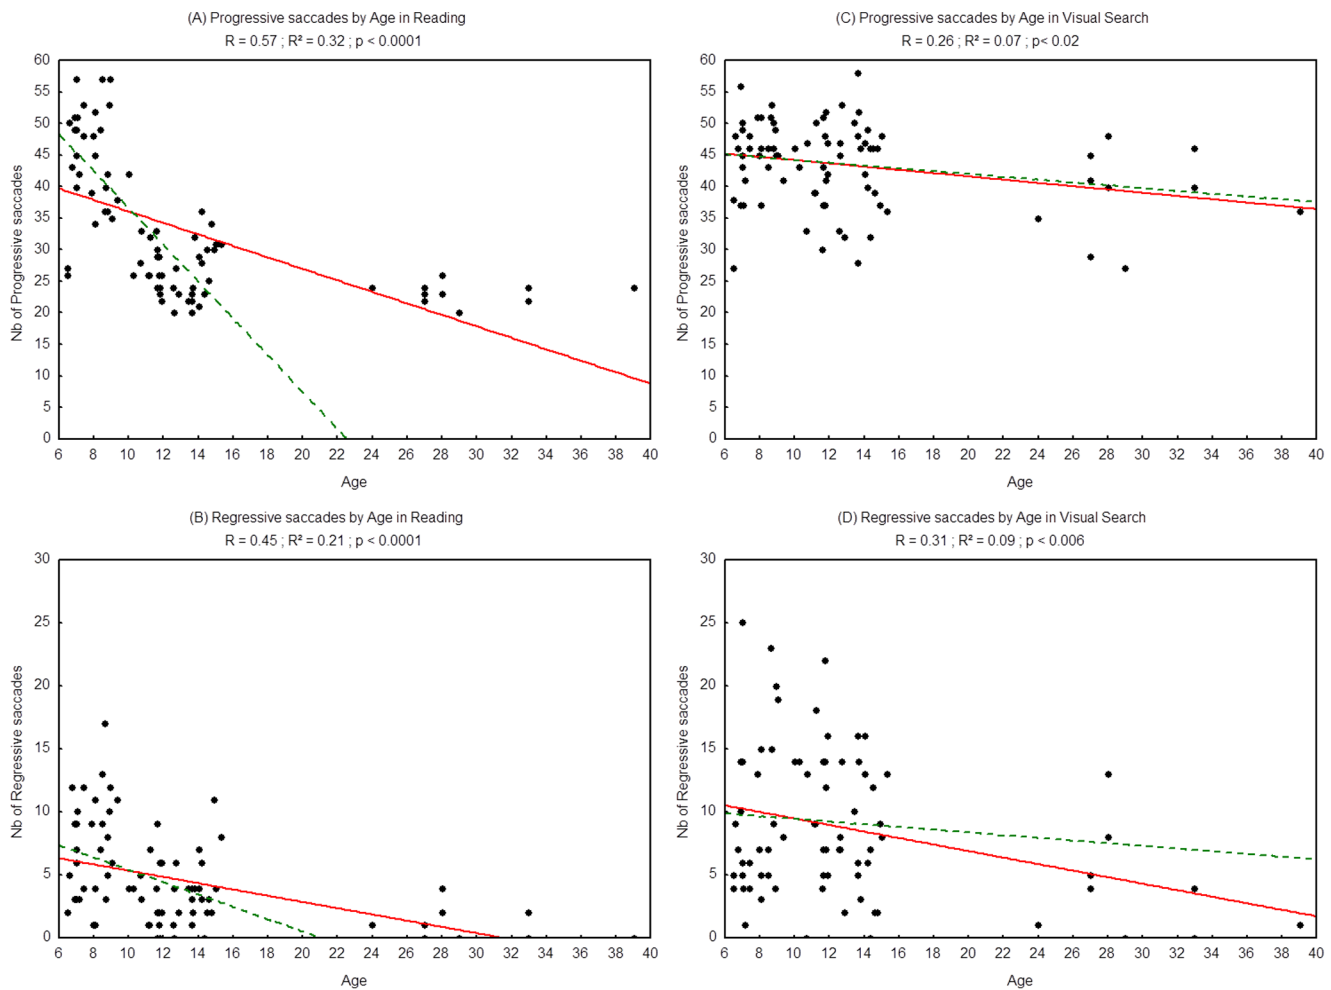 (A) Progressive saccades by Age in Reading
R = 0.57 ; R² = 0.32 ; p < 0.0001
60
55
50
45
40
35
30
25
20
15
10
5
0
Nb of Progressive saccades
6 8 10 12 14 16 18 20 22 24 26 28 30 32 34 36 38 40
Age
(C) Progressive saccades by Age in Visual Search
R = 0.26 ; R² = 0.07 ; p< 0.02
60
55
50
45
40
35
30
25
20
15
10
5
0
Nb of Progressive saccades
6 8 10 12 14 16 18 20 22 24 26 28 30 32 34 36 38 40
Age
(B) Regressive saccades by Age in Reading
R = 0.45 ; R² = 0.21 ; p < 0.0001
30
25
20
15
10
5
0
Nb of Regressive saccades
6 8 10 12 14 16 18 20 22 24 26 28 30 32 34 36 38 40
Age
(D) Regressive saccades by Age in Visual Search
R = 0.31 ; R² = 0.09 ; p < 0.006
30
25
20
15
10
5
0
Nb of Regressive saccades
6 8 10 12 14 16 18 20 22 24 26 28 30 32 34 36 38 40
Age